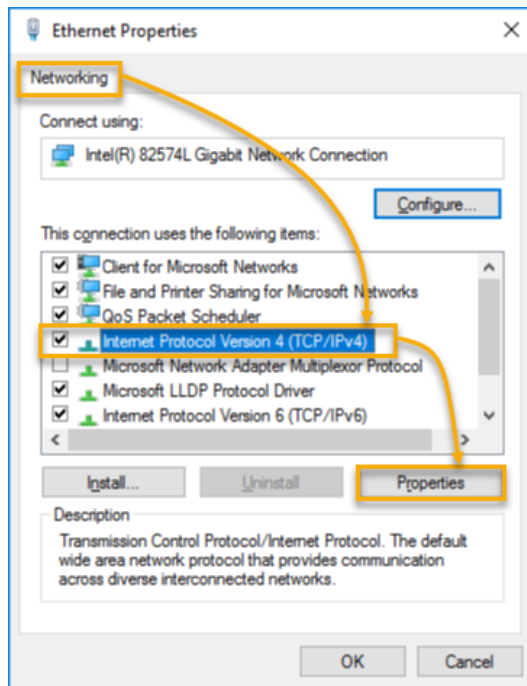 Ethernet Properties
Networking
Connect using:
Intel(R) 82574L Gigabit Network Connection
Configure...
This connection uses the following items:
Client for Microsoft Networks
File and Printer Sharing for Microsoft Networks
QoS Packet Scheduler
Internet Protocol Version 4 (TCP/IPv4)
Microsoft Network Adapter Multiplexor Protocol
Microsoft LLDP Protocol Driver
Internet Protocol Version 6 (TCP/IPv6)
Install... Uninstall Properties
Description
Transmission Control Protocol/Internet Protocol. The default
wide area network protocol that provides communication
across diverse interconnected networks.
OK Cancel